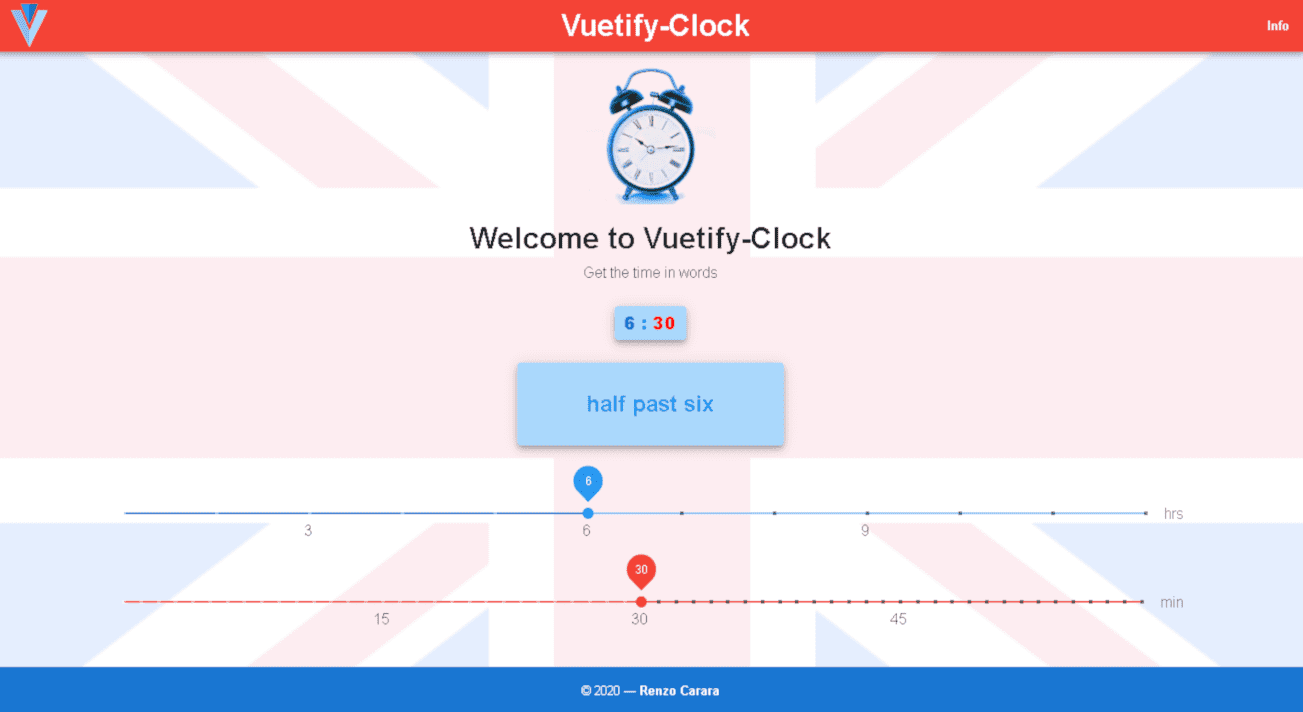 Vuetify-Clock
Info
Welcome to Vuetify-Clock
Get the time in words
6 : 30
half past six
6
hrs
3 6 9
30
min
15 30 45
© 2020 — Renzo Carara